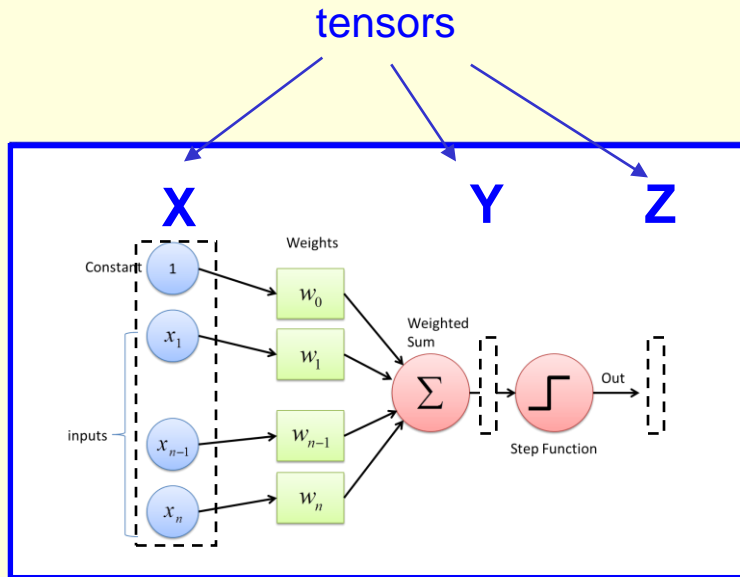 tensors
X Y Z
Weights
Constant 1
w₀
x₁
w₁
Weighted
Sum
Σ
Out
inputs
xₙ₋₁
wₙ₋₁
Step Function
xₙ
wₙ